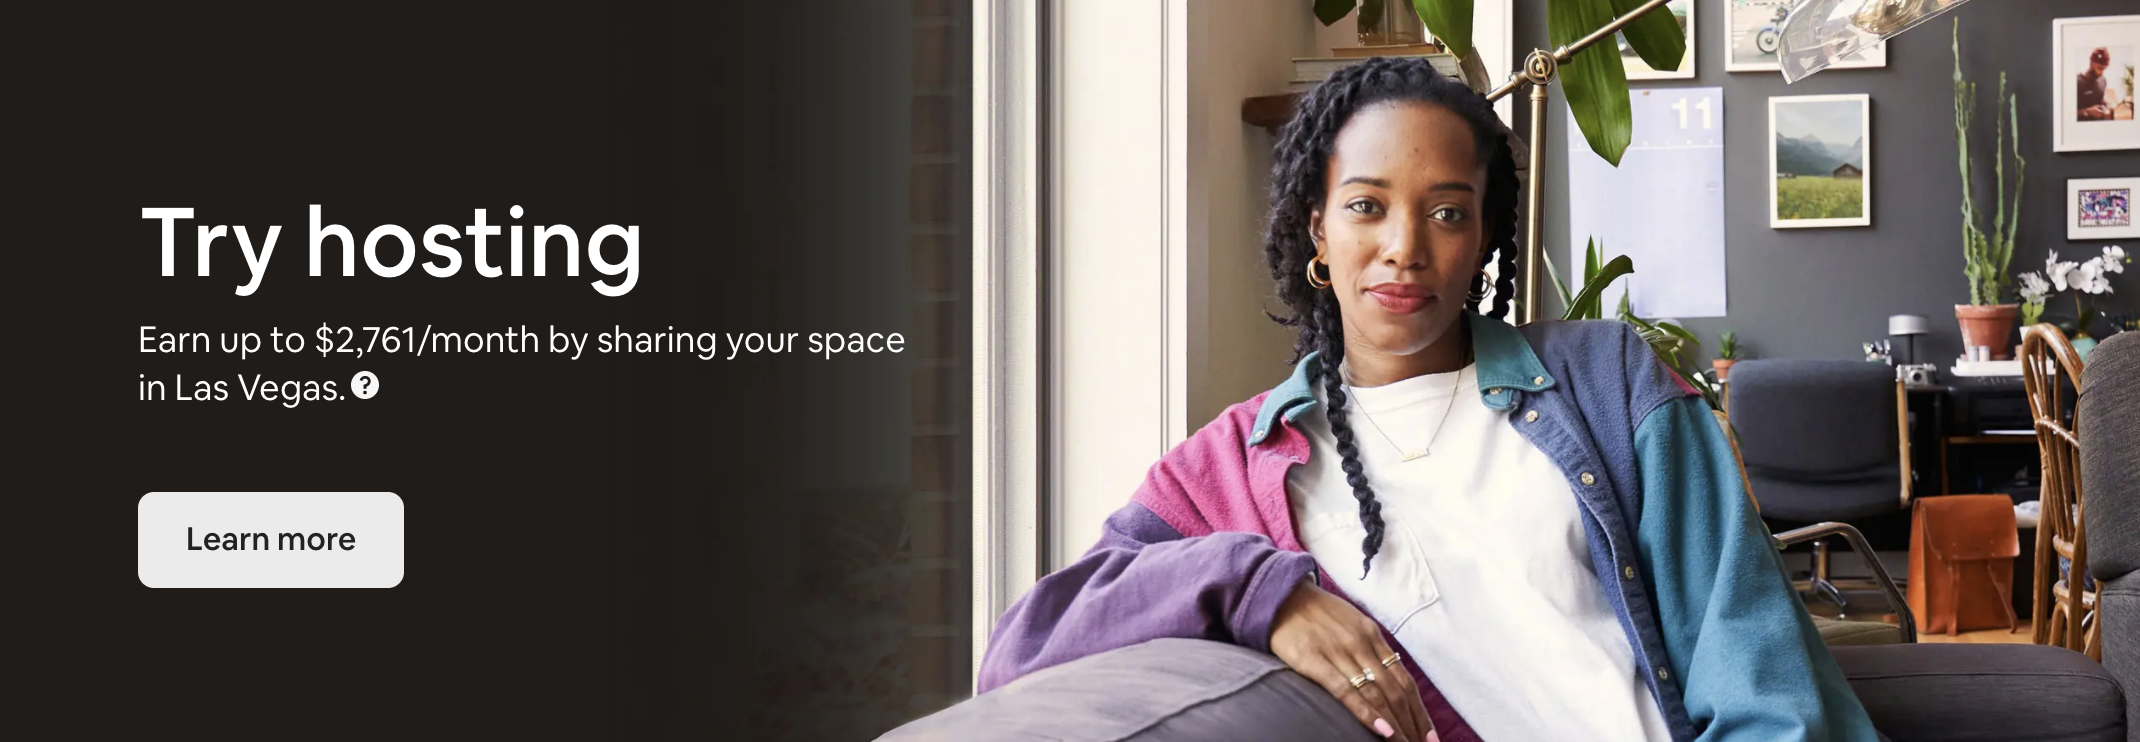 Try hosting
Earn up to $2,761/month by sharing your space
in Las Vegas. ?
Learn more
11